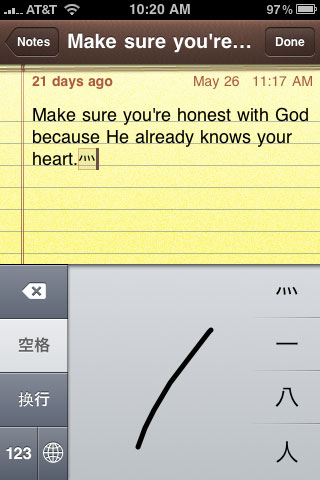 AT&T 10:20 AM 97%
Notes Make sure you're... Done
21 days ago May 26 11:17 AM
Make sure you're honest with God
because He already knows your
heart.灬
灬
一
空格
八
换行
人
123